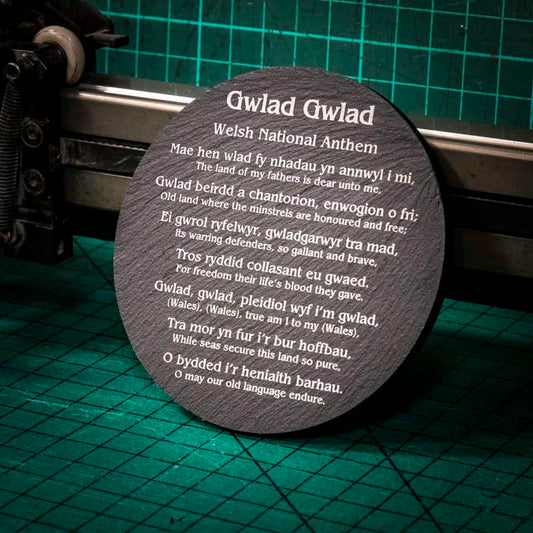 Gwlad Gwlad
Welsh National Anthem
Mae hen wlad fy nhadau yn annwyl i mi,
The land of my fathers is dear unto me,
Gwlad beirdd a chantorion, enwogion o fri;
Old land where the minstrels are honoured and free;
Ei gwrol ryfelwyr, gwladgarwyr tra mad,
Its warring defenders, so gallant and brave,
Tros ryddid collasant eu gwaed.
For freedom their life's blood they gave.
Gwlad, gwlad, pleidiol wyf i'm gwlad,
(Wales), (Wales), true am I to my (Wales),
Tra mor yn fur i'r bur hoffbau,
While seas secure this land so pure,
O bydded i'r heniaith barhau.
O may our old language endure.